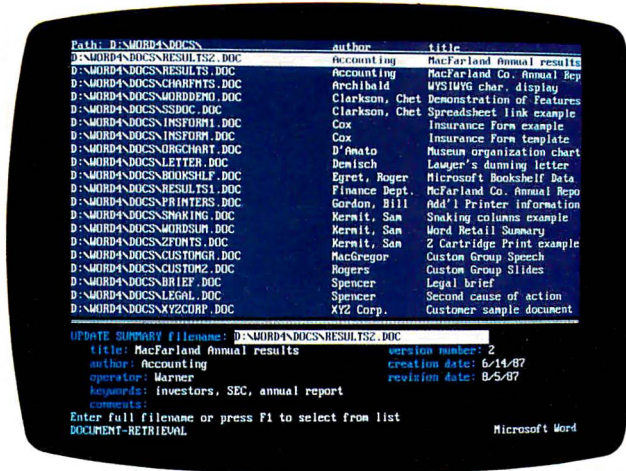 Path: D:\WORD4\DOCS\ author title
D:\WORD4\DOCS\RESULTS2.DOC Accounting MacFarland Annual results
D:\WORD4\DOCS\RESULTS.DOC Accounting MacFarland Co. Annual Rep
D:\WORD4\DOCS\CHARFMTS.DOC Archibald WYSIWYG char. display
D:\WORD4\DOCS\WORDDEMO.DOC Clarkson, Chet Demonstration of Features
D:\WORD4\DOCS\SSDOC.DOC Clarkson, Chet Spreadsheet link example
D:\WORD4\DOCS\INSFORM1.DOC Cox Insurance Form example
D:\WORD4\DOCS\INSFORM.DOC Cox Insurance Form template
D:\WORD4\DOCS\ORGCHART.DOC D'Amato Museum organization chart
D:\WORD4\DOCS\LETTER.DOC Demisch Lawyer's dunning letter
D:\WORD4\DOCS\BOOKSHLF.DOC Egret, Roger Microsoft Bookshelf Data
D:\WORD4\DOCS\RESULTS1.DOC Finance Dept. McFarland Co. Annual Repo
D:\WORD4\DOCS\PRINTERS.DOC Gordon, Bill Add'l Printer information
D:\WORD4\DOCS\SNAKING.DOC Kermit, Sam Snaking columns example
D:\WORD4\DOCS\WORDSUM.DOC Kermit, Sam Word Retail Summary
D:\WORD4\DOCS\ZFONTS.DOC Kermit, Sam Z Cartridge Print example
D:\WORD4\DOCS\CUSTOMGR.DOC MacGregor Custom Group Speech
D:\WORD4\DOCS\CUSTOM2.DOC Rogers Custom Group Slides
D:\WORD4\DOCS\BRIEF.DOC Spencer Legal brief
D:\WORD4\DOCS\LEGAL.DOC Spencer Second cause of action
D:\WORD4\DOCS\XYZCORP.DOC XYZ Corp. Customer sample document
UPDATE SUMMARY filename: D:\WORD4\DOCS\RESULTS2.DOC
title: MacFarland Annual results version number: 2
author: Accounting creation date: 6/14/87
operator: Warner revision date: 8/5/87
keywords: investors, SEC, annual report
comments:
Enter full filename or press F1 to select from list
DOCUMENT-RETRIEVAL Microsoft Word